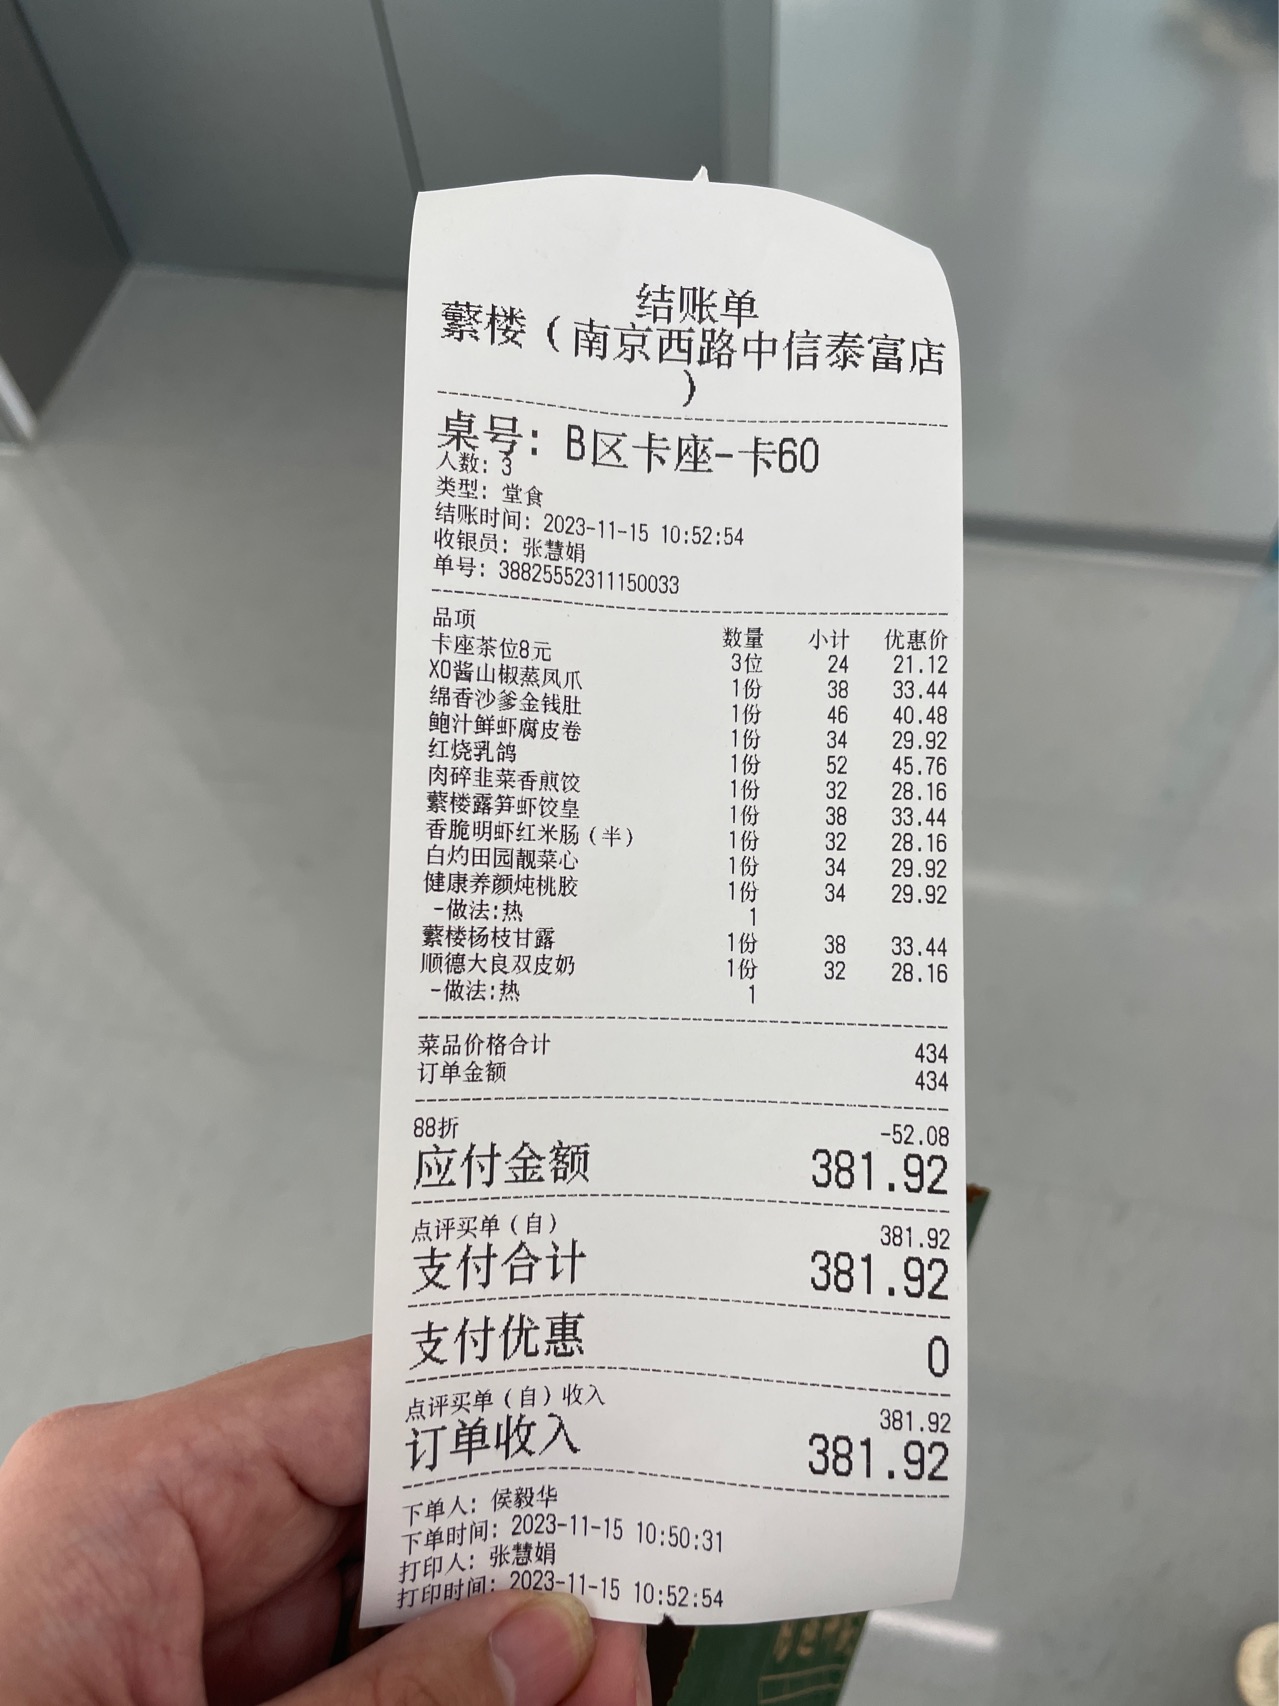 结账单
蘩楼（南京西路中信泰富店
）
桌号: B区卡座-卡60
人数: 3
类型: 堂食
结账时间: 2023-11-15 10:52:54
收银员: 张慧娟
单号: 38825552311150033
品项 数量 小计 优惠价
卡座茶位8元 3位 24 21.12
XO酱山椒蒸凤爪 1份 38 33.44
绵香沙爹金钱肚 1份 46 40.48
鲍汁鲜虾腐皮卷 1份 34 29.92
红烧乳鸽 1份 52 45.76
肉碎韭菜香煎饺 1份 32 28.16
蘩楼露笋虾饺皇 1份 38 33.44
香脆明虾红米肠（半） 1份 32 28.16
白灼田园靓菜心 1份 34 29.92
健康养颜炖桃胶 1份 34 29.92
-做法:热 1
蘩楼杨枝甘露 1份 38 33.44
顺德大良双皮奶 1份 32 28.16
-做法:热 1
菜品价格合计 434
订单金额 434
88折 -52.08
应付金额 381.92
点评买单（自） 381.92
支付合计 381.92
支付优惠 0
点评买单（自）收入 381.92
订单收入 381.92
下单人: 侯毅华
下单时间: 2023-11-15 10:50:31
打印人: 张慧娟
打印时间: 2023-11-15 10:52:54